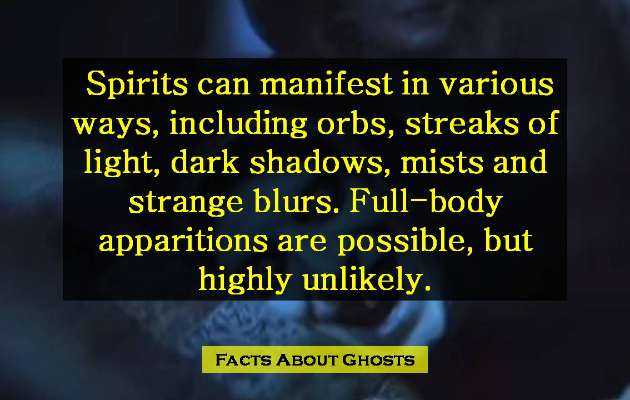 Spirits can manifest in various
ways, including orbs, streaks of
light, dark shadows, mists and
strange blurs. Full-body
apparitions are possible, but
highly unlikely.
Facts About Ghosts